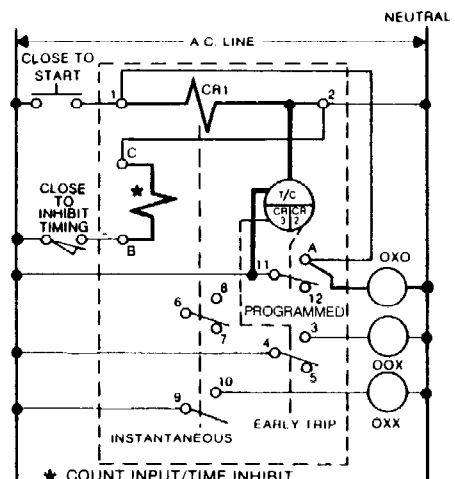 NEUTRAL
A.C. LINE
CLOSE TO
START
1
CR1
2
C
★
T/C
CR
3
CR
2
CLOSE
TO
INHIBIT
TIMING
B
A
11
12
OXO
PROGRAMMED
8
6
7
3
4
5
OOX
10
9
OXX
INSTANTANEOUS
EARLY TRIP
★ COUNT INPUT/TIME INHIBIT